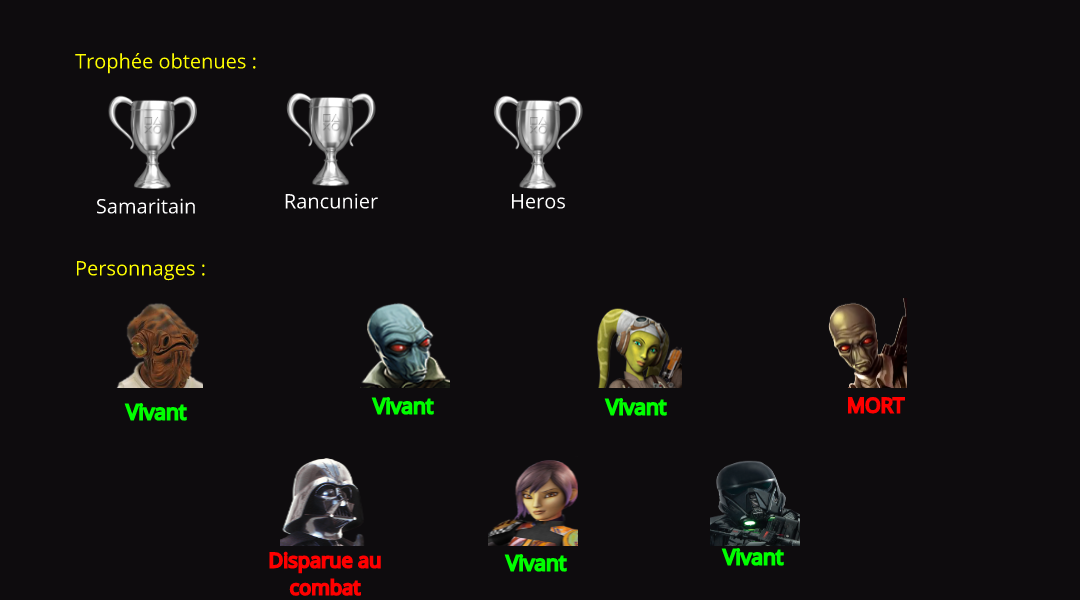 Trophée obtenues :
Samaritain
Rancunier
Heros
Personnages :
Vivant
Vivant
Vivant
MORT
Disparue au
combat
Vivant
Vivant